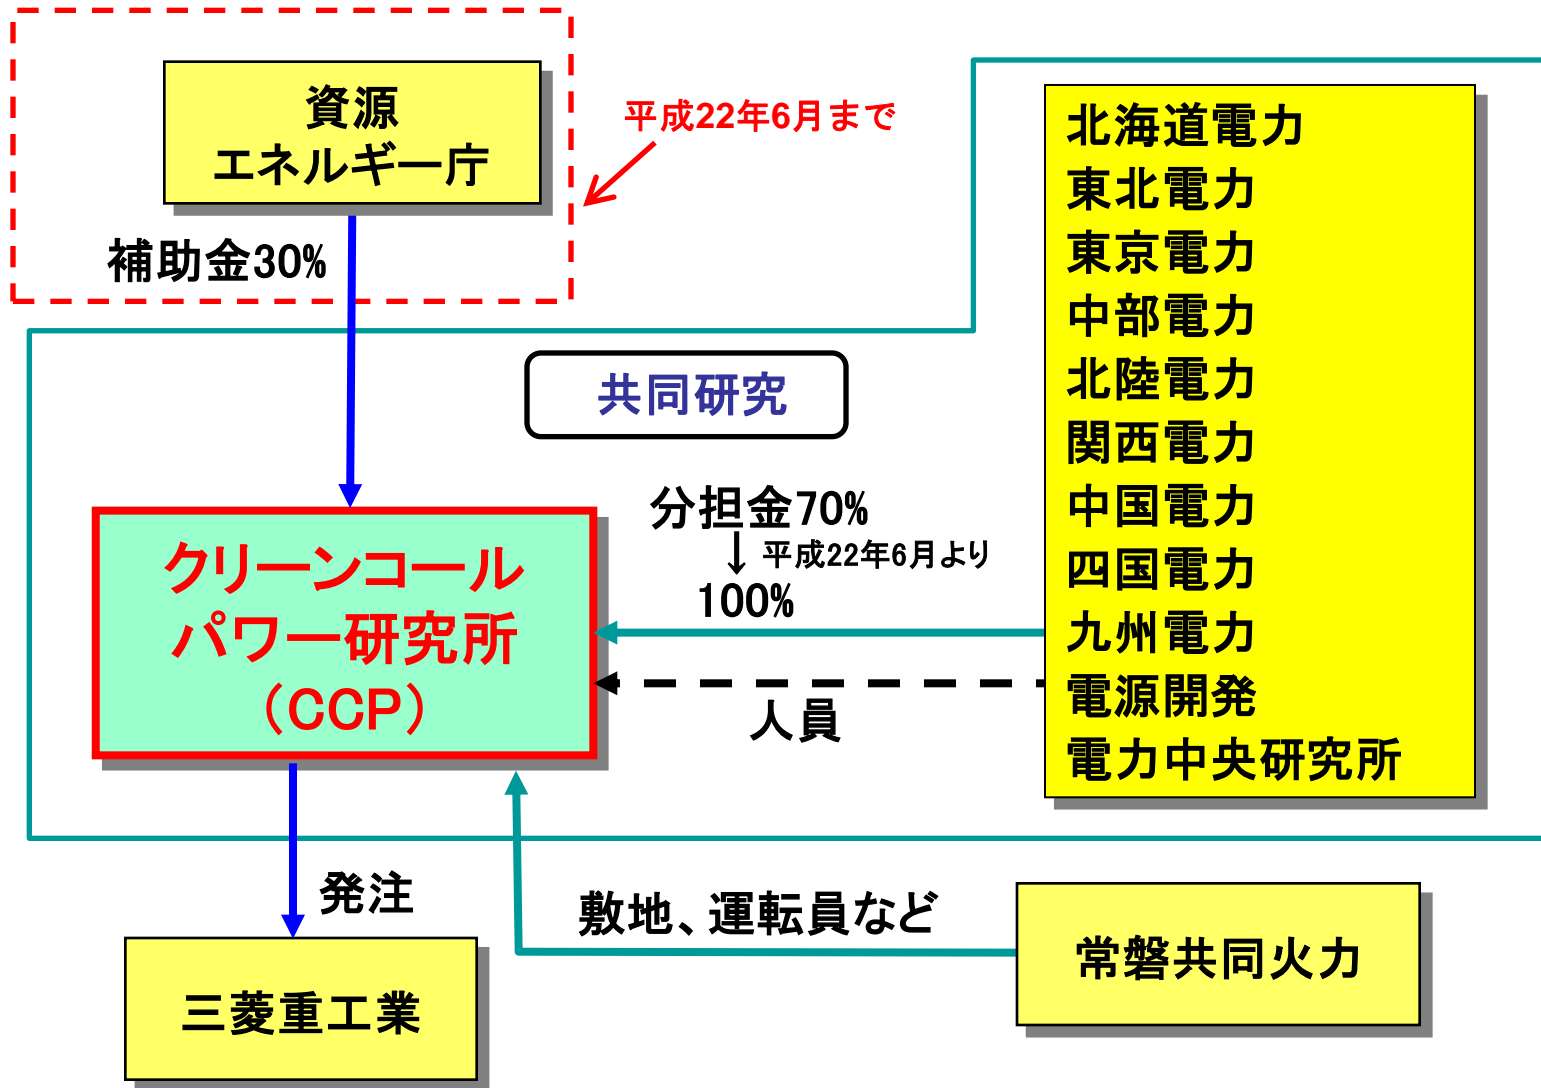 資源
エネルギー庁
平成22年6月まで
補助金30%
共同研究
分担金70%
平成22年6月より
100%
クリーンコール
パワー研究所
（CCP）
人員
北海道電力
東北電力
東京電力
中部電力
北陸電力
関西電力
中国電力
四国電力
九州電力
電源開発
電力中央研究所
発注
敷地、運転員など
常磐共同火力
三菱重工業